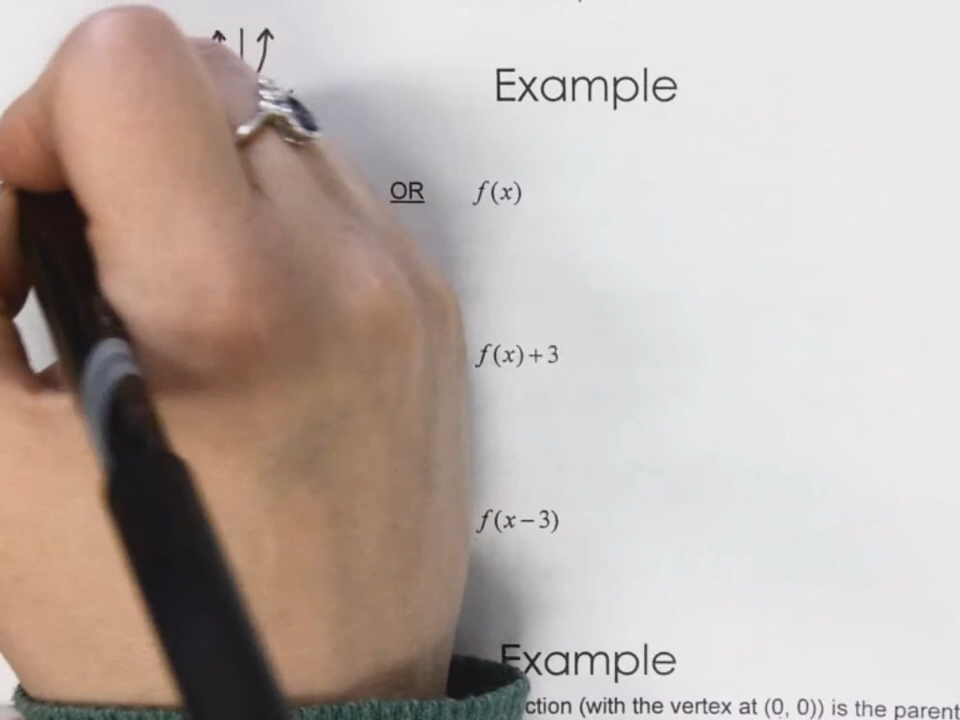 Example
OR f(x)
f(x)+3
f(x−3)
Example
ction (with the vertex at (0, 0)) is the parent